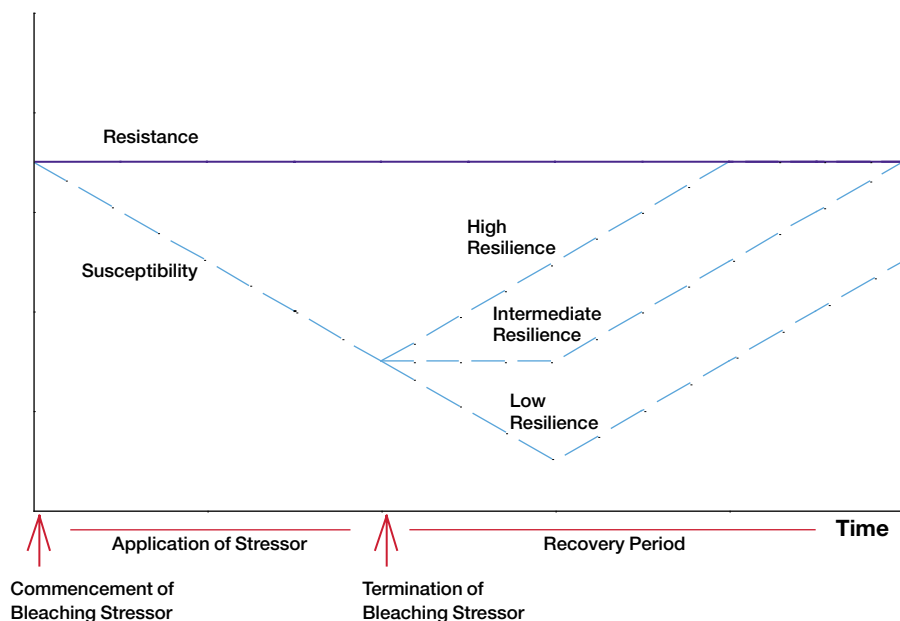 Resistance
High
Resilience
Susceptibility
Intermediate
Resilience
Low
Resilience
Time
Application of Stressor
Recovery Period
Commencement of
Bleaching Stressor
Termination of
Bleaching Stressor